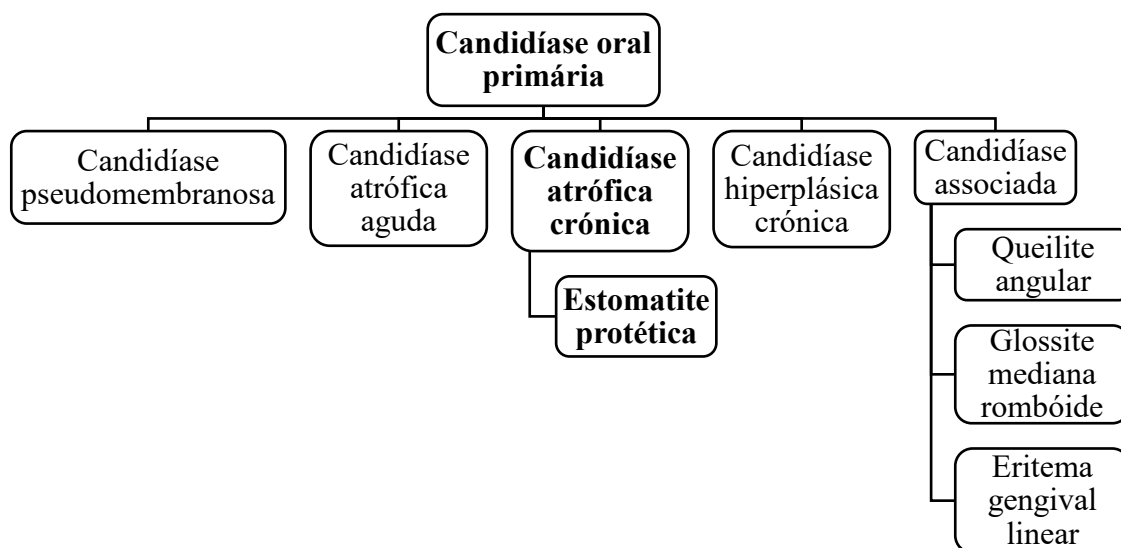 Candidíase oral
primária
Candidíase
pseudomembranosa
Candidíase
atrófica
aguda
Candidíase
atrófica
crónica
Estomatite
protética
Candidíase
hiperplásica
crónica
Candidíase
associada
Queilite
angular
Glossite
mediana
rombóide
Eritema
gengival
linear